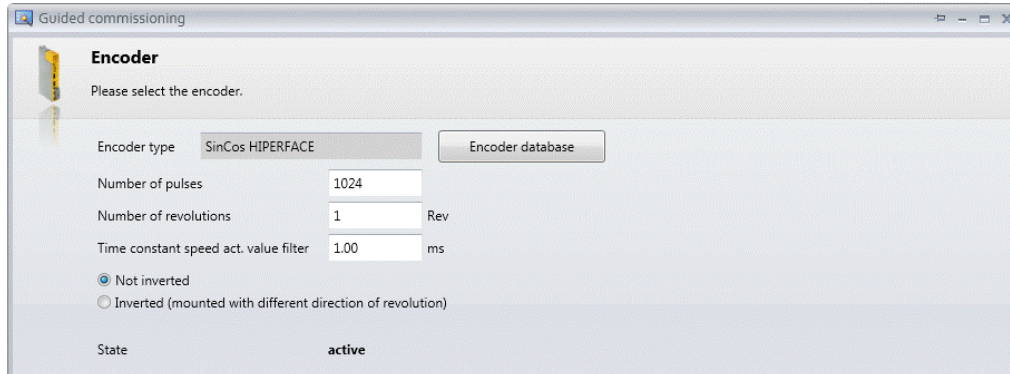 Guided commissioning
Encoder
Please select the encoder.
Encoder type SinCos HIPERFACE Encoder database
Number of pulses 1024
Number of revolutions 1 Rev
Time constant speed act. value filter 1.00 ms
Not inverted
Inverted (mounted with different direction of revolution)
State active